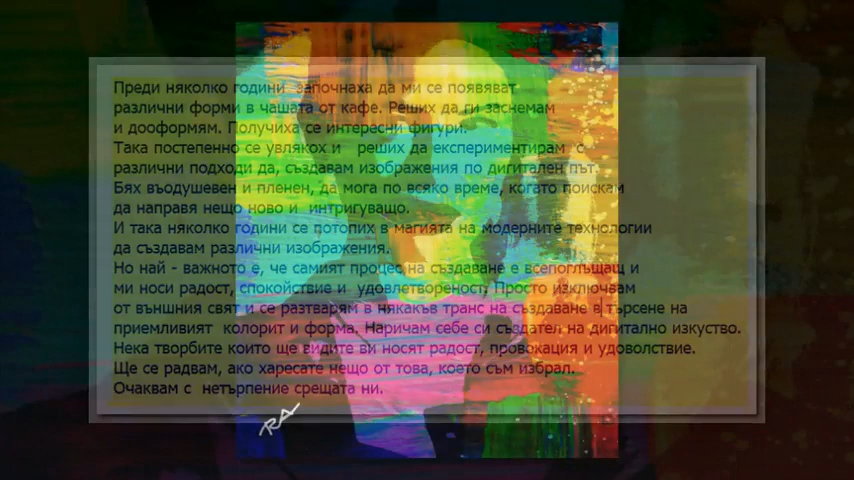 Преди няколко години започнаха да ми се появяват
различни форми в чашата от кафе. Реших да ги заснемам
и дооформям. Получиха се интересни фигури.
Така постепенно се увлякох и реших да експериментирам с
различни подходи да, създавам изображения по дигитален път.
Бях въодушевен и пленен, да мога по всяко време, когато поискам
да направя нещо ново и интригуващо.
И така няколко години се потопих в магията на модерните технологии
да създавам различни изображения.
Но най - важното е, че самият процес на създаване е всепоглъщащ и
ми носи радост, спокойствие и удовлетвореност. Просто изключвам
от външния свят и се разтварям в някакъв транс на създаване в търсене на
приемливият колорит и форма. Наричам себе си създател на дигитално изкуство.
Нека творбите които ще видите ви носят радост, провокация и удоволствие.
Ще се радвам, ако харесате нещо от това, което съм избрал.
Очаквам с нетърпение срещата ни.
RA